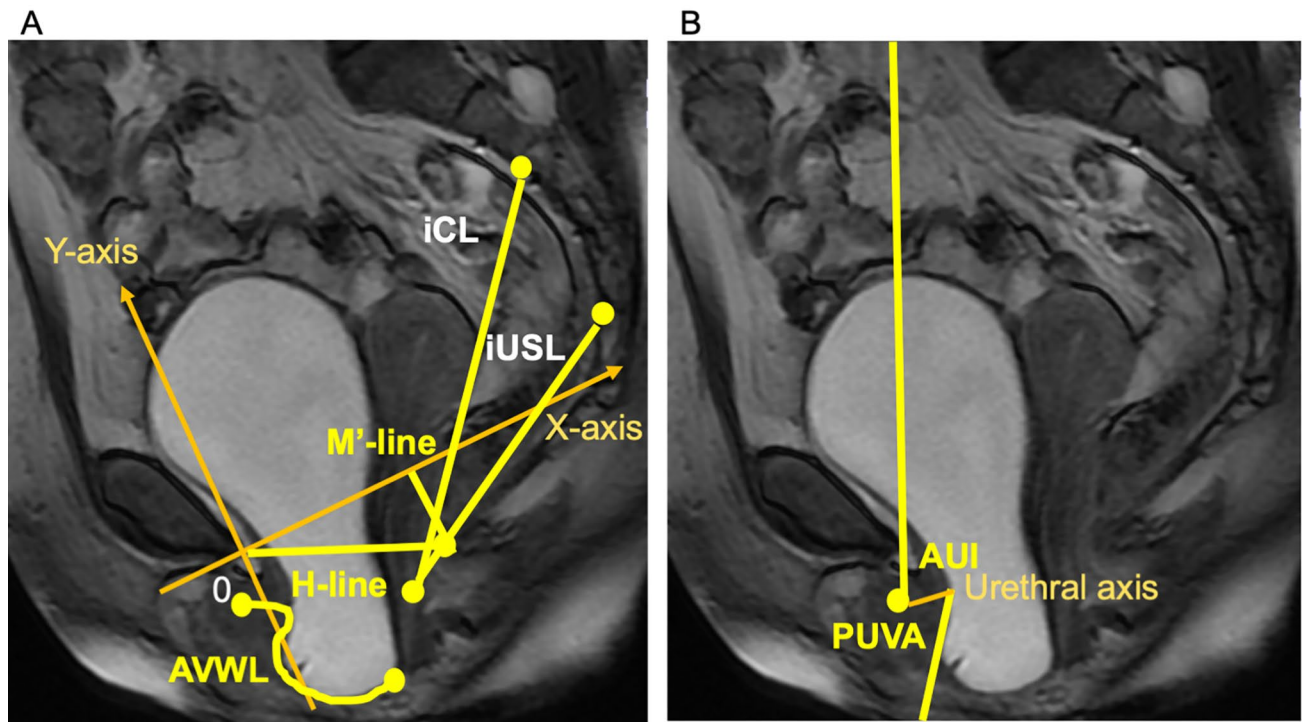 A
iCL
Y-axis
iUSL
M'-line
X-axis
0
H-line
AVWL
B
AUI
Urethral axis
PUVA